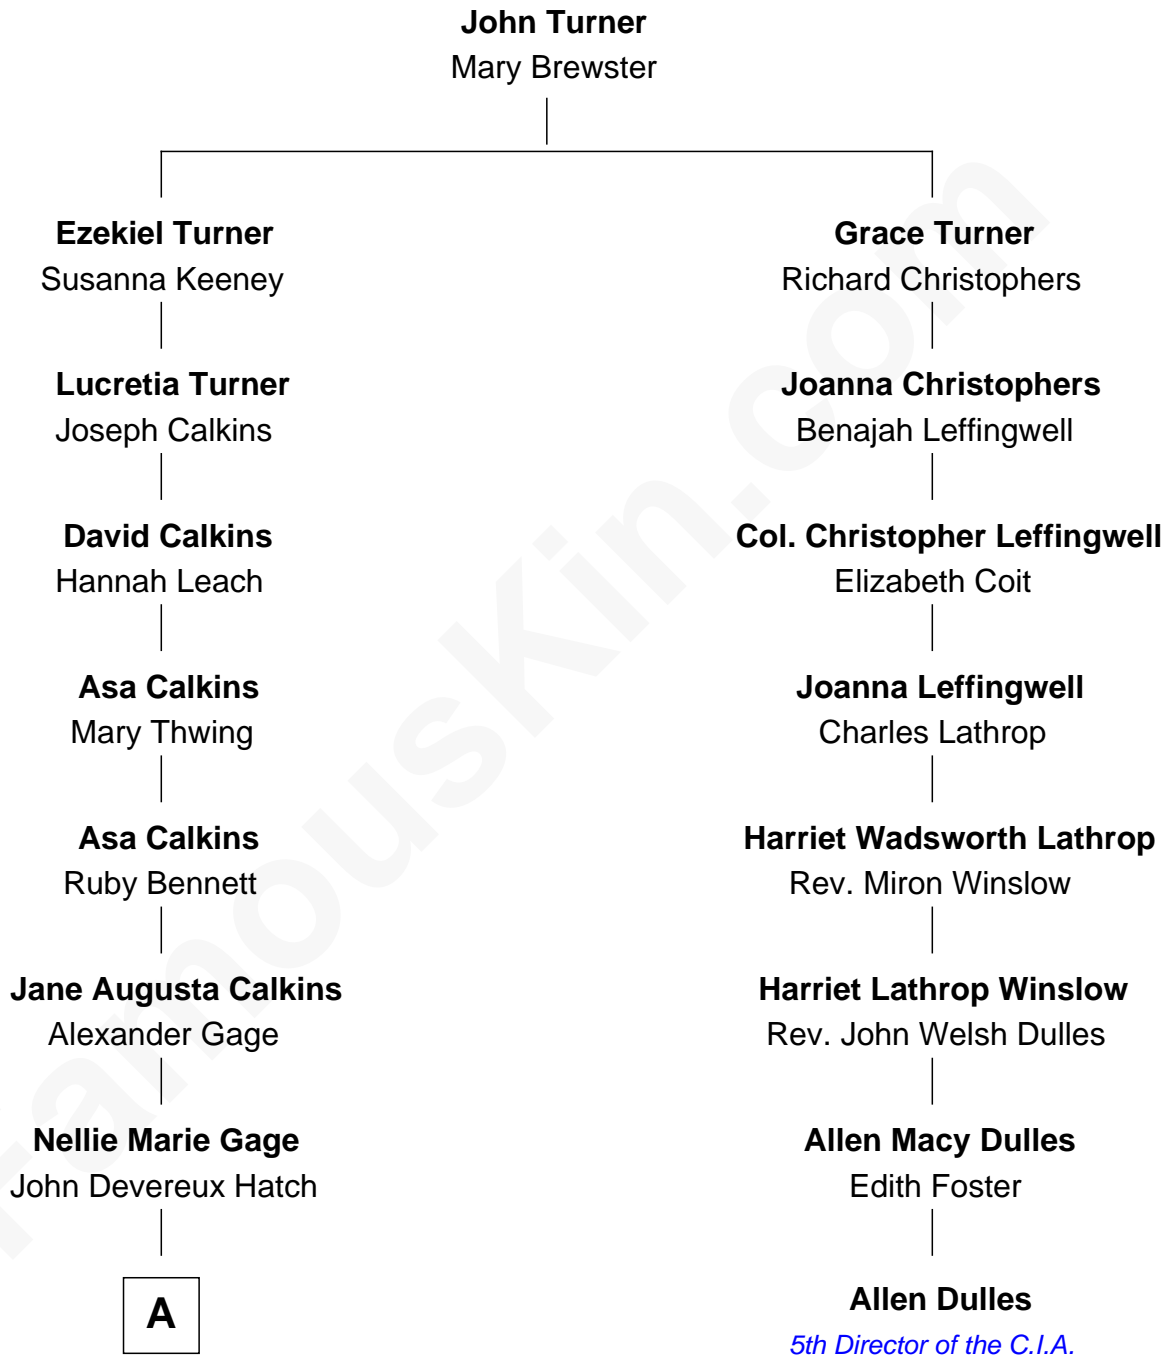 John Turner
Mary Brewster
Ezekiel Turner
Susanna Keeney
Grace Turner
Richard Christophers
Lucretia Turner
Joseph Calkins
Joanna Christophers
Benajah Leffingwell
David Calkins
Hannah Leach
Col. Christopher Leffingwell
Elizabeth Coit
Asa Calkins
Mary Thwing
Joanna Leffingwell
Charles Lathrop
Asa Calkins
Ruby Bennett
Harriet Wadsworth Lathrop
Rev. Miron Winslow
Jane Augusta Calkins
Alexander Gage
Harriet Lathrop Winslow
Rev. John Welsh Dulles
Nellie Marie Gage
John Devereux Hatch
Allen Macy Dulles
Edith Foster
A
Allen Dulles
5th Director of the C.I.A.
FamousKin.com